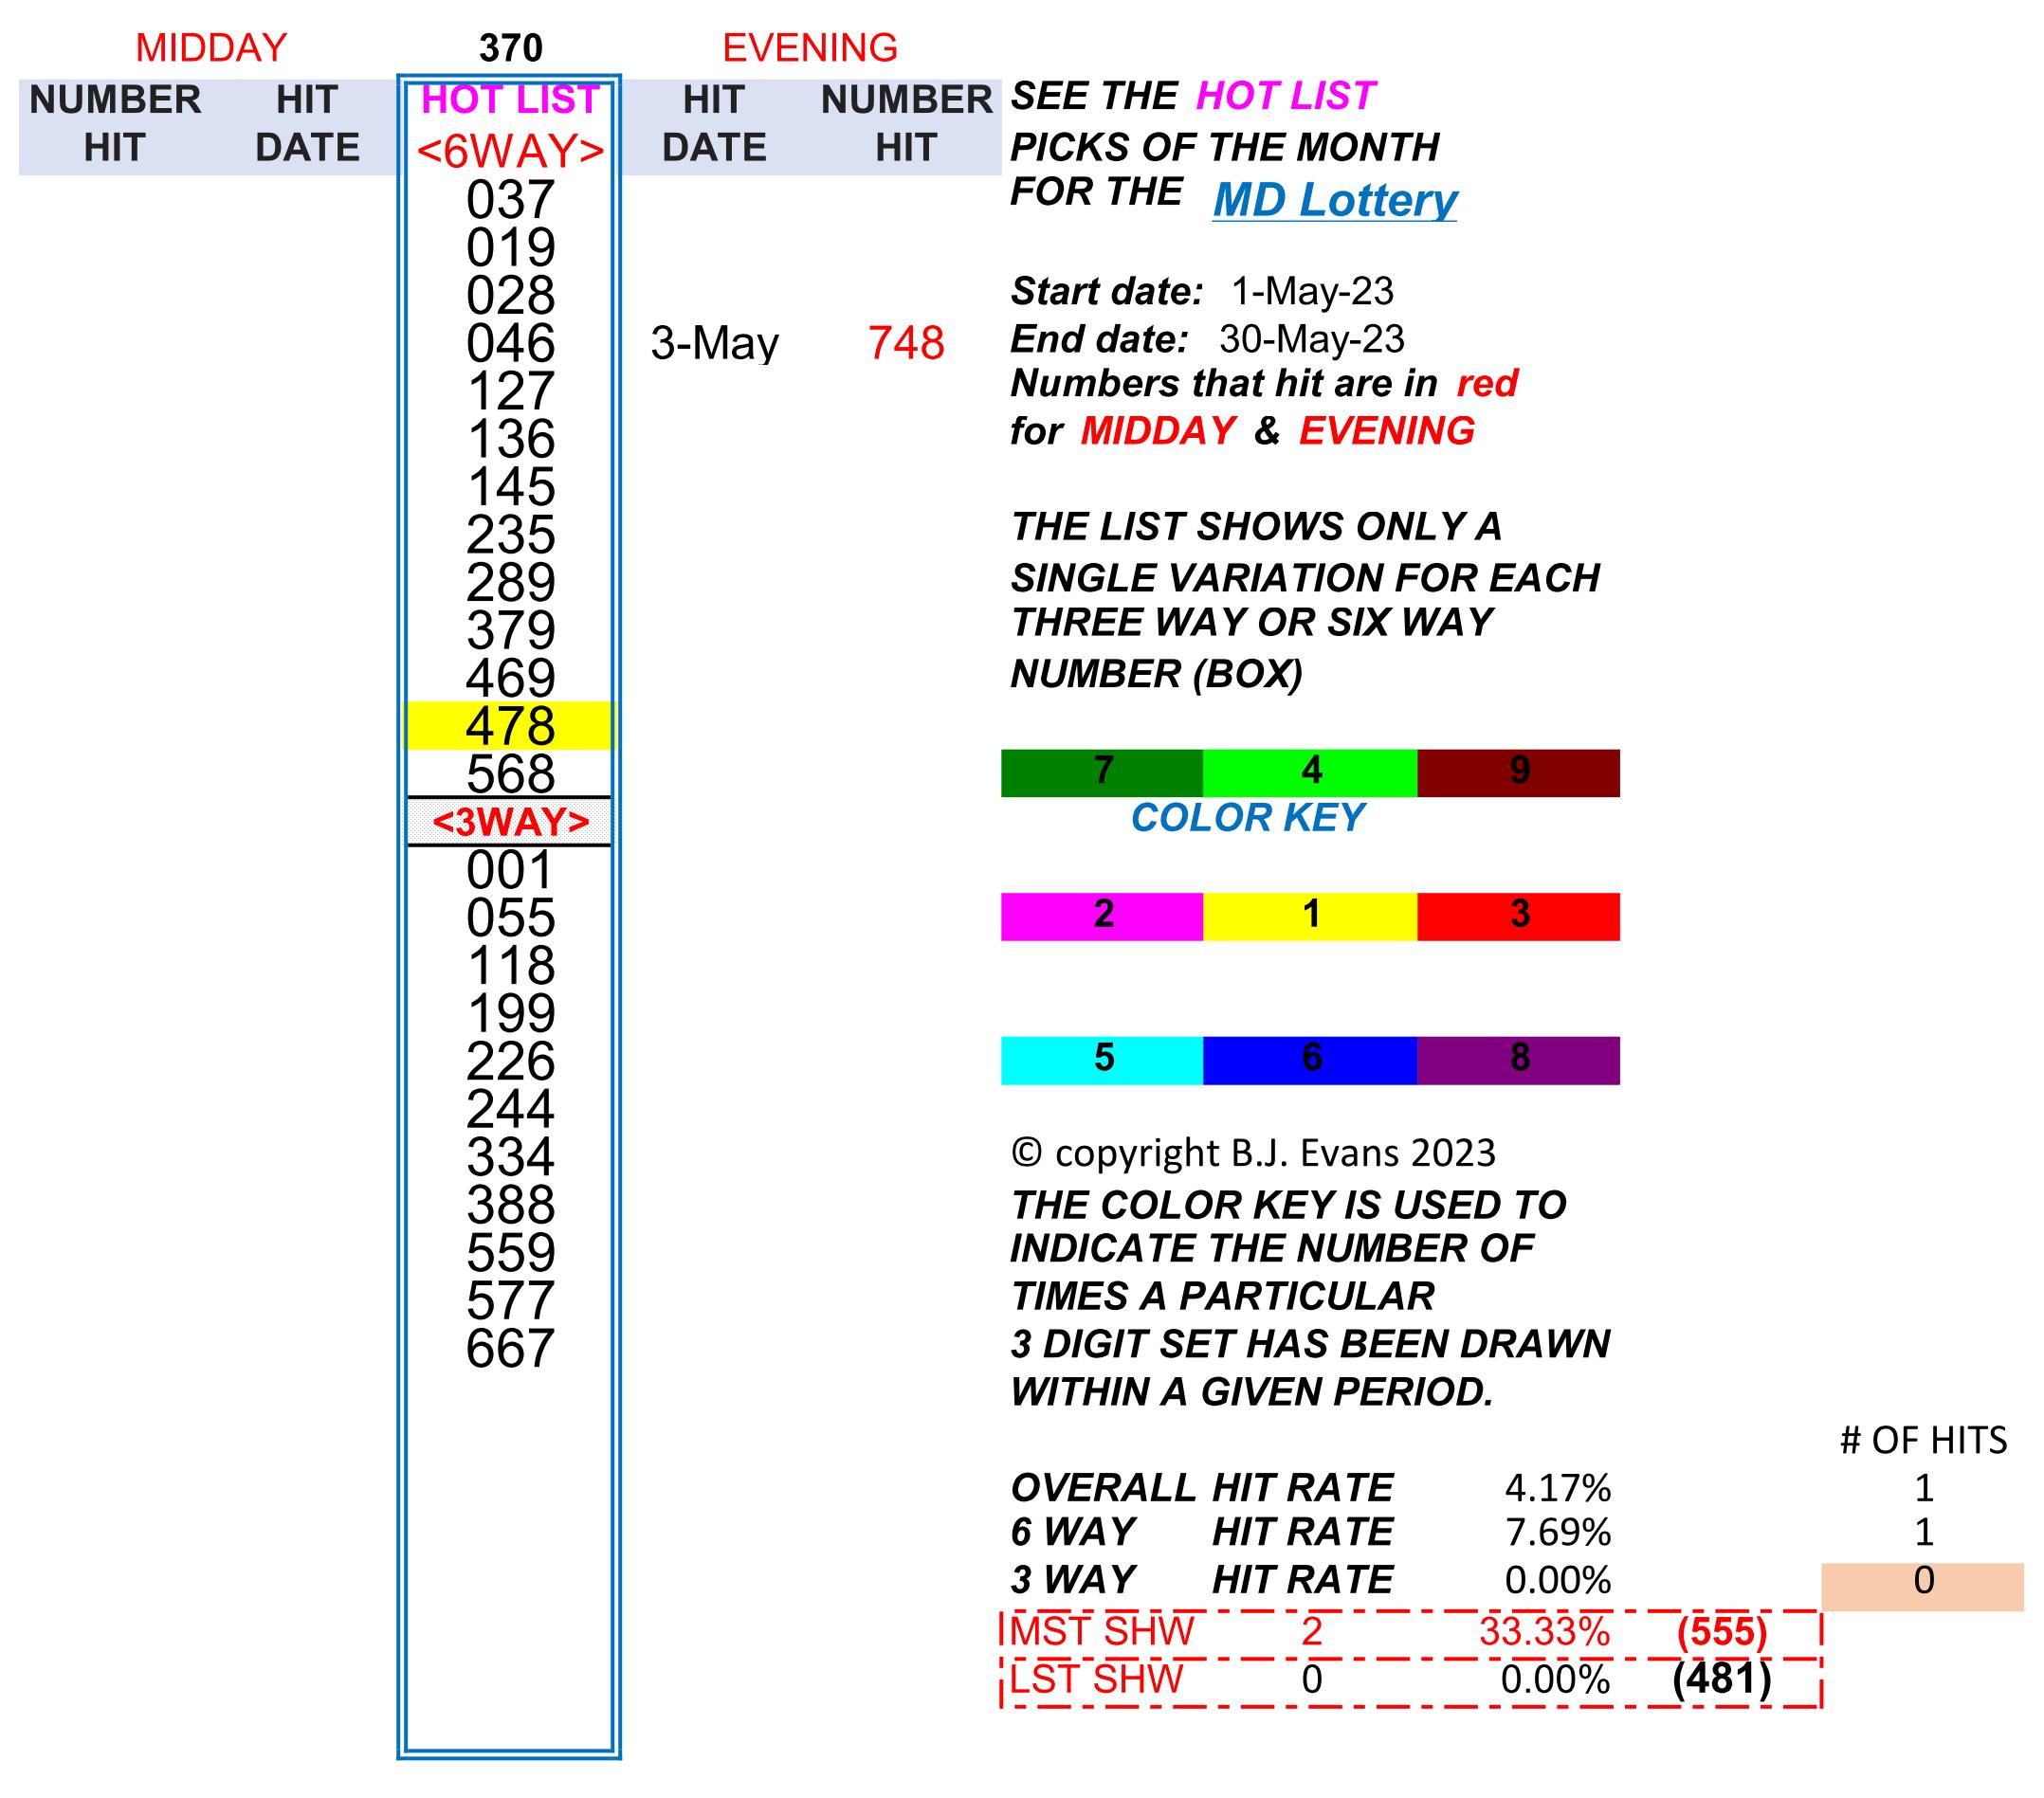 MIDDAY 370 EVENING
NUMBER HIT HOT LIST HIT NUMBER SEE THE HOT LIST
HIT DATE <6WAY> DATE HIT PICKS OF THE MONTH
037 FOR THE MD Lottery
019
028 Start date: 1-May-23
046 3-May 748 End date: 30-May-23
127 Numbers that hit are in red
136 for MIDDAY & EVENING
145
235 THE LIST SHOWS ONLY A
289 SINGLE VARIATION FOR EACH
379 THREE WAY OR SIX WAY
469 NUMBER (BOX)
478
568 7 4 9
<3WAY> COLOR KEY
001
055 2 1 3
118
199
226 5 6 8
244
334 © copyright B.J. Evans 2023
388 THE COLOR KEY IS USED TO
559 INDICATE THE NUMBER OF
577 TIMES A PARTICULAR
667 3 DIGIT SET HAS BEEN DRAWN
WITHIN A GIVEN PERIOD.
# OF HITS
OVERALL HIT RATE 4.17% 1
6 WAY HIT RATE 7.69% 1
3 WAY HIT RATE 0.00% 0
MST SHW 2 33.33% (555)
LST SHW 0 0.00% (481)